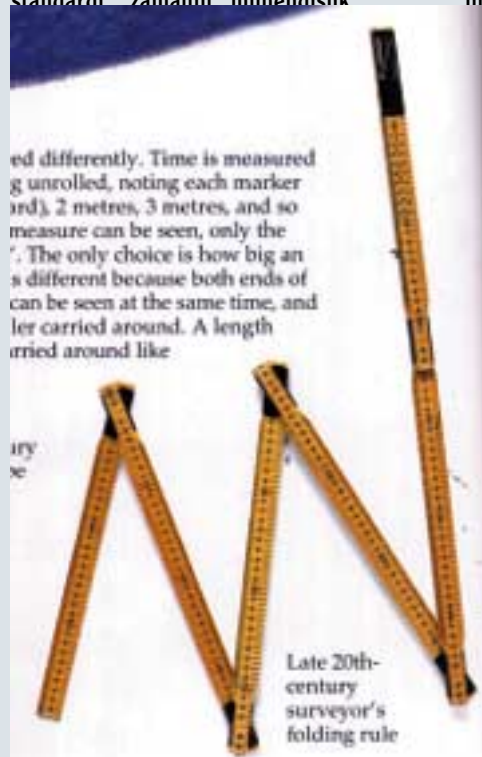 ed differently. Time is measured
g unrolled, noting each marker
ard), 2 metres, 3 metres, and so
measure can be seen, only the
'. The only choice is how big an
s different because both ends of
can be seen at the same time, and
ler carried around. A length
rried around like
ury
Late 20th-
century
surveyor's
folding rule